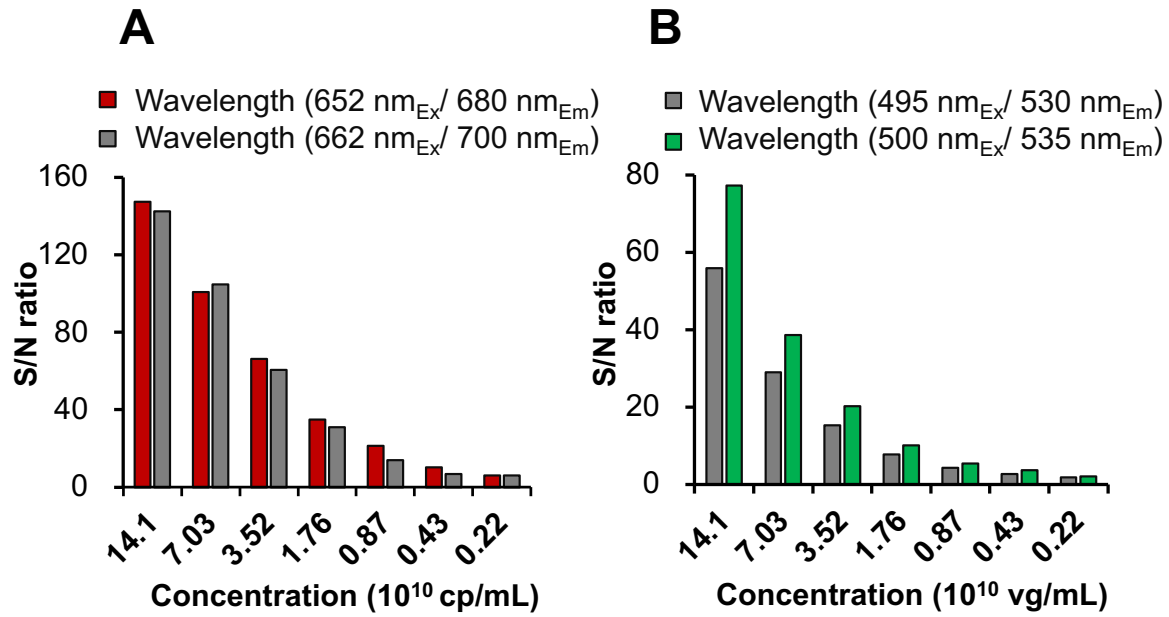 A
Wavelength (652 nmEx/ 680 nmEm)
Wavelength (662 nmEx/ 700 nmEm)
160
120
80
40
0
S/N ratio
14.1
7.03
3.52
1.76
0.87
0.43
0.22
Concentration (10¹⁰ cp/mL)
B
Wavelength (495 nmEx/ 530 nmEm)
Wavelength (500 nmEx/ 535 nmEm)
80
60
40
20
0
S/N ratio
14.1
7.03
3.52
1.76
0.87
0.43
0.22
Concentration (10¹⁰ vg/mL)